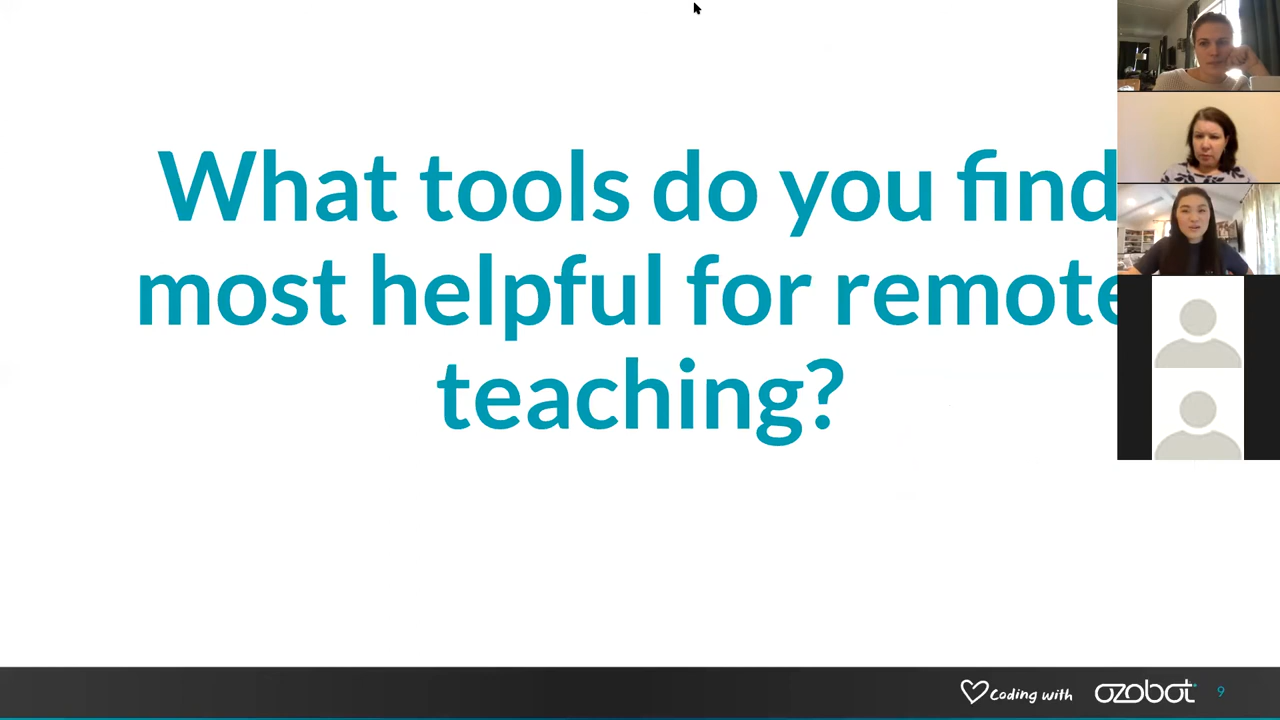 What tools do you find
most helpful for remote
teaching?
Coding with
ozobot
9